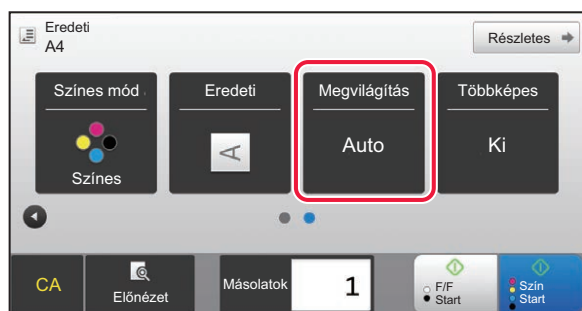 Eredeti
A4
Részletes
Színes mód
Eredeti
Megvilágítás
Többképes
A
Színes
Auto
Ki
CA
Előnézet
Másolatok
1
F/F
Start
Szín
Start